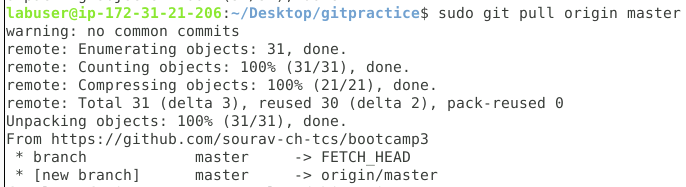 labuser@ip-172-31-21-206:~/Desktop/gitpractice$ sudo git pull origin master
warning: no common commits
remote: Enumerating objects: 31, done.
remote: Counting objects: 100% (31/31), done.
remote: Compressing objects: 100% (21/21), done.
remote: Total 31 (delta 3), reused 30 (delta 2), pack-reused 0
Unpacking objects: 100% (31/31), done.
From https://github.com/sourav-ch-tcs/bootcamp3
 * branch            master     -> FETCH_HEAD
 * [new branch]      master     -> origin/master